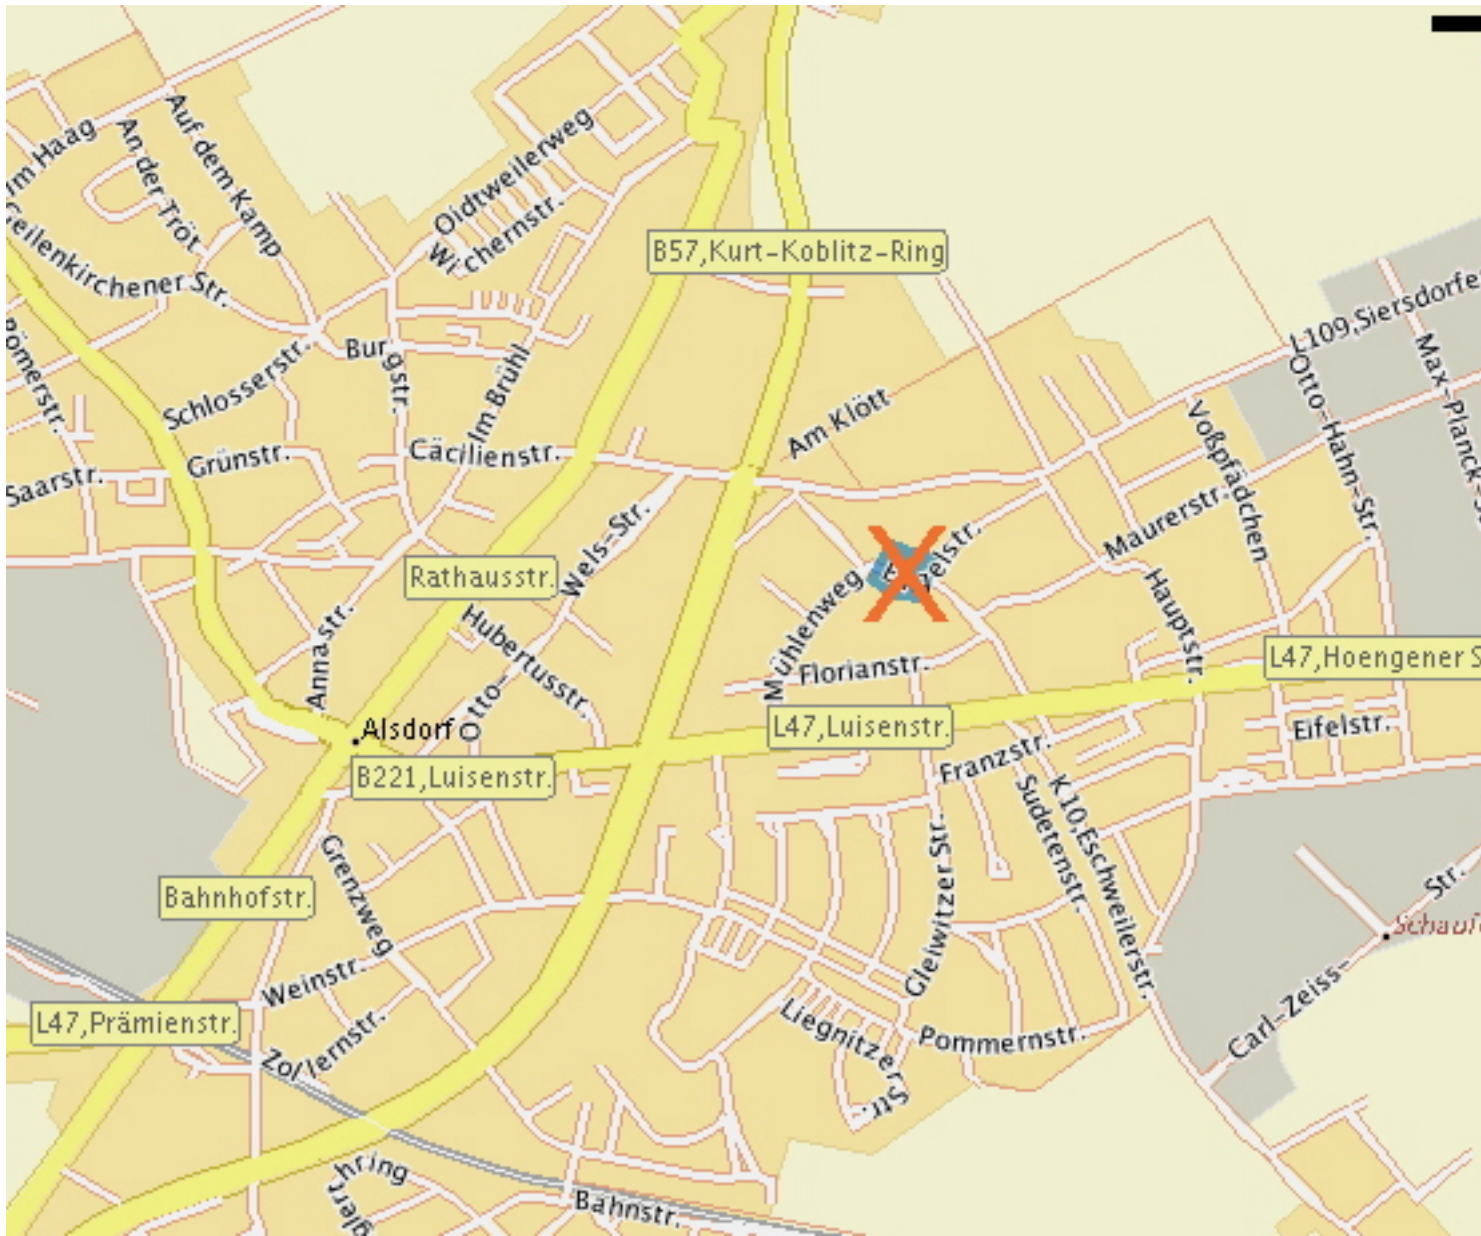 Auf dem Kamp
An der Tröt
im Haag
Oidtweilerweg
Wichernstr.
Geilenkirchener Str.
B57,Kurt-Koblitz-Ring
L109,Siersdorfe
Otto-Hahn-Str.
Max-Planck-S
Römerstr.
Schlosserstr.
Burgstr.
Im Brühl
Am Klött
Voßpfädchen
Saarstr.
Grünstr.
Cäcilienstr.
Maurerstr.
Otto-Wels-Str.
Rathausstr.
Mühlenweg
Hauptstr.
Annastr.
Hubertusstr.
Florianstr.
L47,Hoengener S
Alsdorf
L47,Luisenstr.
Eifelstr.
B221,Luisenstr.
Franzstr.
Sudetenstr.
K10,Eschweilerstr.
Grenzweg
Gleiwitzer Str.
Bahnhofstr.
Schaufe
Weinstr.
L47,Prämienstr.
Zollernstr.
Liegnitzer Str.
Pommernstr.
Carl-Zeiss-Str.
Bahnstr.